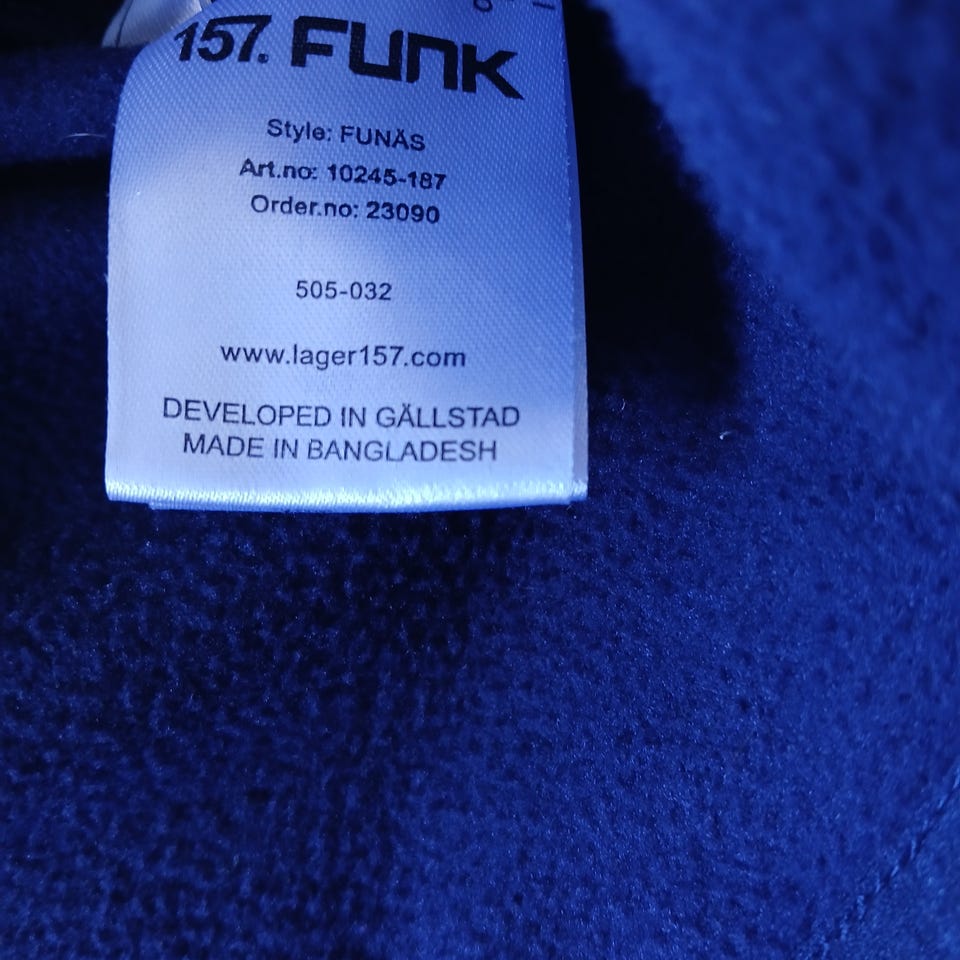 157. FUNK
Style: FUNÄS
Art.no: 10245-187
Order.no: 23090
505-032
www.lager157.com
DEVELOPED IN GÄLLSTAD
MADE IN BANGLADESH